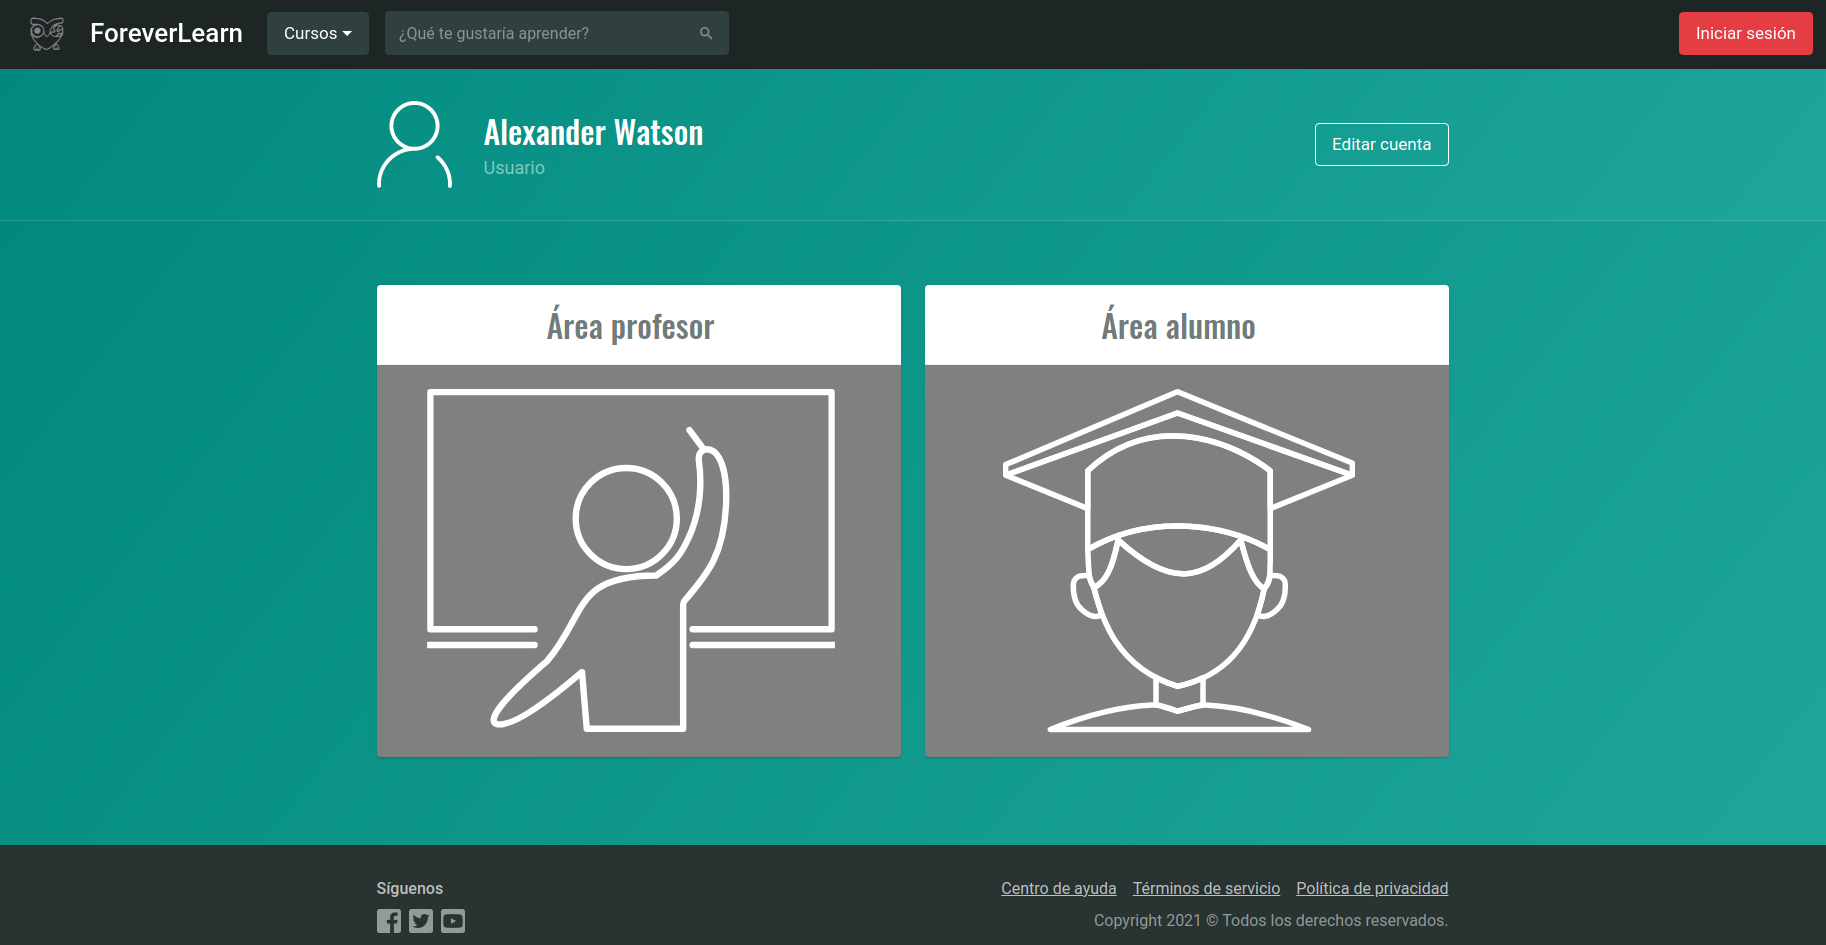 ForeverLearn
Cursos
¿Qué te gustaría aprender?
Iniciar sesión
Alexander Watson
Usuario
Editar cuenta
Área profesor
Área alumno
Síguenos
Centro de ayuda Términos de servicio Política de privacidad
Copyright 2021 © Todos los derechos reservados.